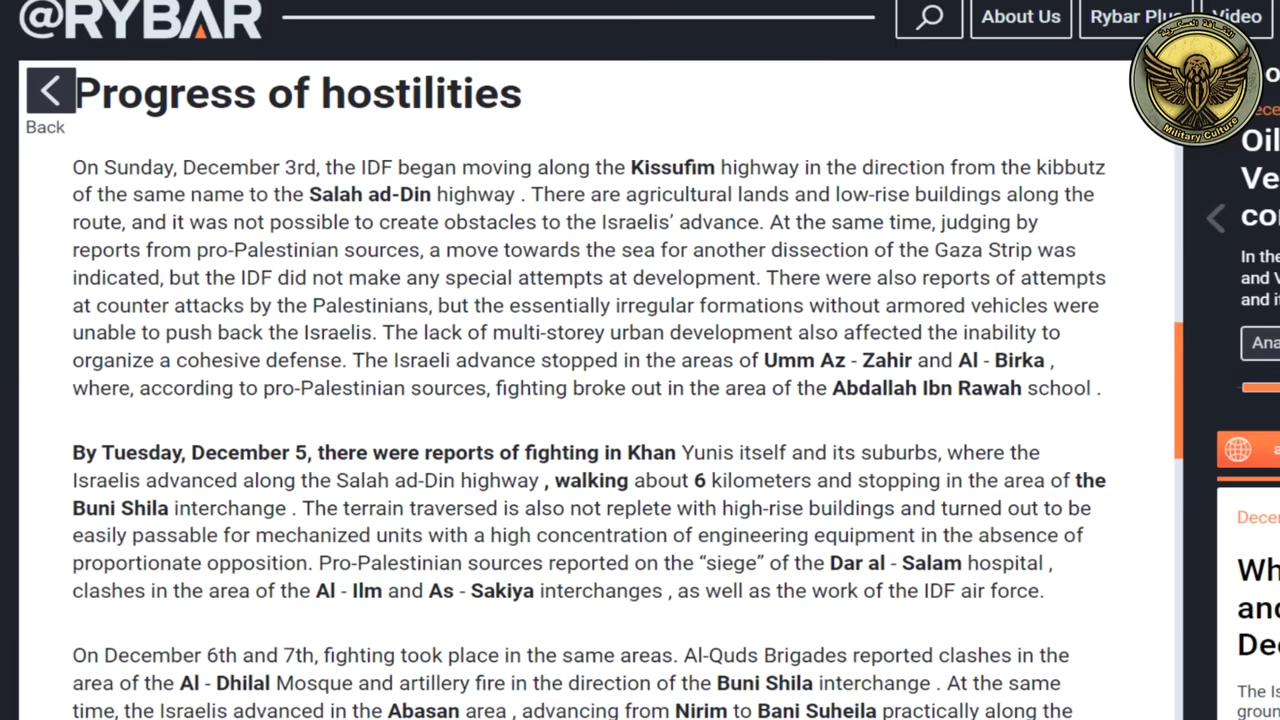 @RYBAR
About Us
Rybar Plus
Video
الثقافة العسكرية
Military Culture
Back
Progress of hostilities
On Sunday, December 3rd, the IDF began moving along the Kissufim highway in the direction from the kibbutz
of the same name to the Salah ad-Din highway . There are agricultural lands and low-rise buildings along the
route, and it was not possible to create obstacles to the Israelis’ advance. At the same time, judging by
reports from pro-Palestinian sources, a move towards the sea for another dissection of the Gaza Strip was
indicated, but the IDF did not make any special attempts at development. There were also reports of attempts
at counter attacks by the Palestinians, but the essentially irregular formations without armored vehicles were
unable to push back the Israelis. The lack of multi-storey urban development also affected the inability to
organize a cohesive defense. The Israeli advance stopped in the areas of Umm Az - Zahir and Al - Birka ,
where, according to pro-Palestinian sources, fighting broke out in the area of the Abdallah Ibn Rawah school .
By Tuesday, December 5, there were reports of fighting in Khan Yunis itself and its suburbs, where the
Israelis advanced along the Salah ad-Din highway , walking about 6 kilometers and stopping in the area of the
Buni Shila interchange . The terrain traversed is also not replete with high-rise buildings and turned out to be
easily passable for mechanized units with a high concentration of engineering equipment in the absence of
proportionate opposition. Pro-Palestinian sources reported on the “siege” of the Dar al - Salam hospital ,
clashes in the area of the Al - Ilm and As - Sakiya interchanges , as well as the work of the IDF air force.
On December 6th and 7th, fighting took place in the same areas. Al-Quds Brigades reported clashes in the
area of the Al - Dhilal Mosque and artillery fire in the direction of the Buni Shila interchange . At the same
time, the Israelis advanced in the Abasan area , advancing from Nirim to Bani Suheila practically along the
Oil
Ve
co
In the
and V
and i
Ana
Decem
Wh
and
Dec
The Is
groun